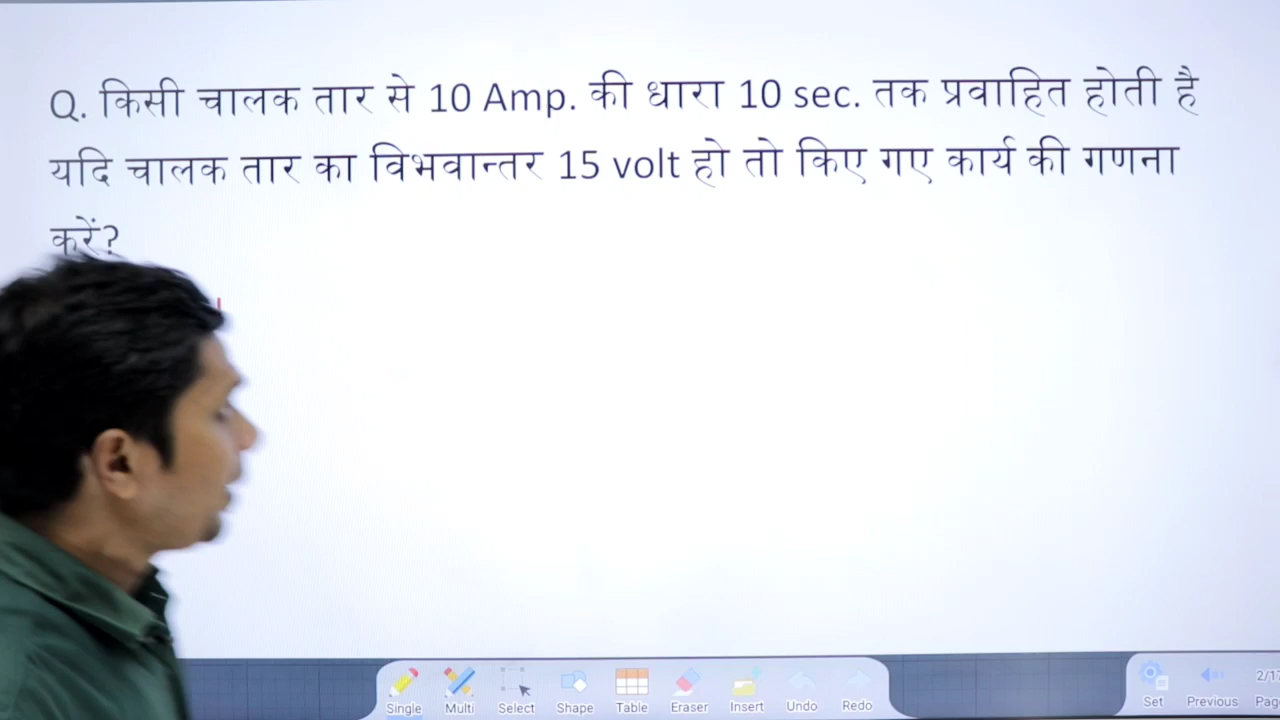 Q. किसी चालक तार से 10 Amp. की धारा 10 sec. तक प्रवाहित होती है
यदि चालक तार का विभवान्तर 15 volt हो तो किए गए कार्य की गणना
करें?
Single Multi Select Shape Table Eraser Insert Undo Redo Set Previous